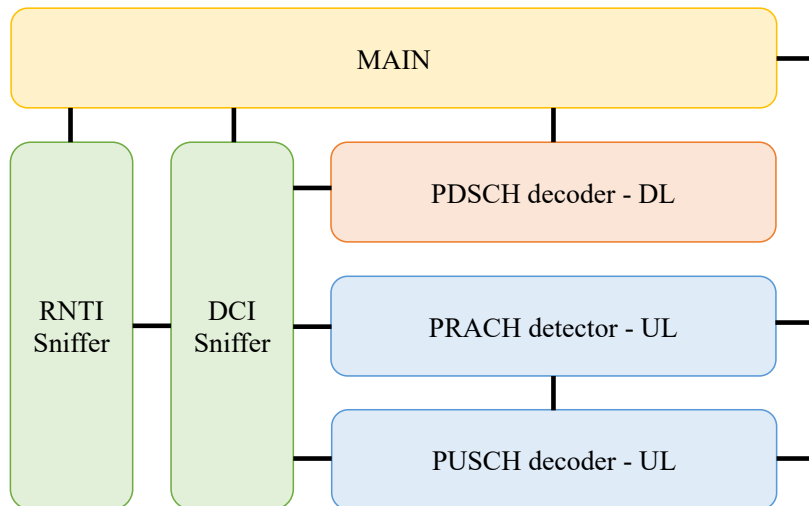 MAIN
PDSCH decoder - DL
RNTI
Sniffer
DCI
Sniffer
PRACH detector - UL
PUSCH decoder - UL